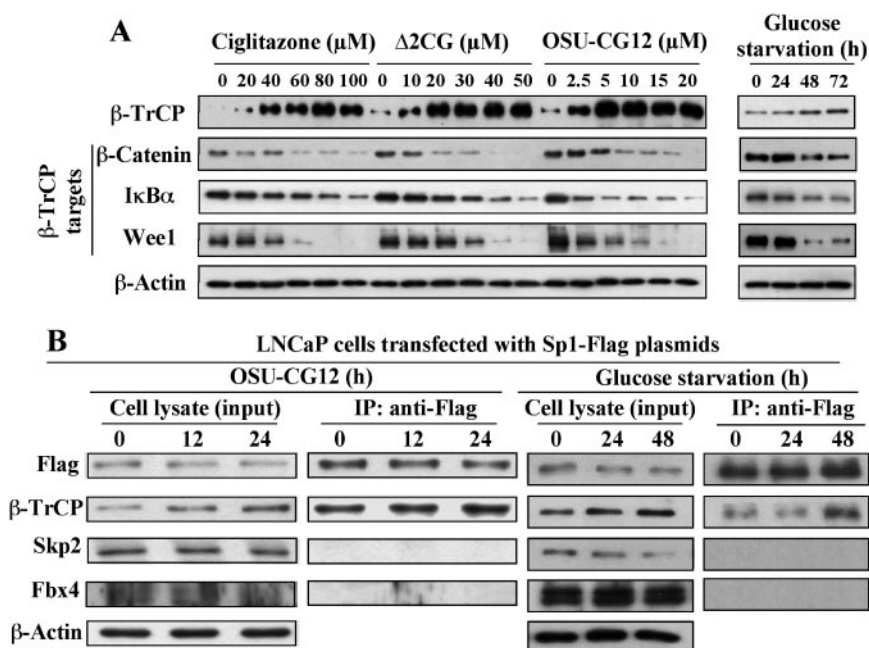 A
Ciglitazone (μM) Δ2CG (μM) OSU-CG12 (μM) Glucose starvation (h)
0 20 40 60 80 100 0 10 20 30 40 50 0 2.5 5 10 15 20 0 24 48 72
β-TrCP
β-TrCP targets
β-Catenin
IκBα
Wee1
β-Actin
B
LNCaP cells transfected with Sp1-Flag plasmids
OSU-CG12 (h) Glucose starvation (h)
Cell lysate (input) IP: anti-Flag Cell lysate (input) IP: anti-Flag
0 12 24 0 12 24 0 24 48 0 24 48
Flag
β-TrCP
Skp2
Fbx4
β-Actin